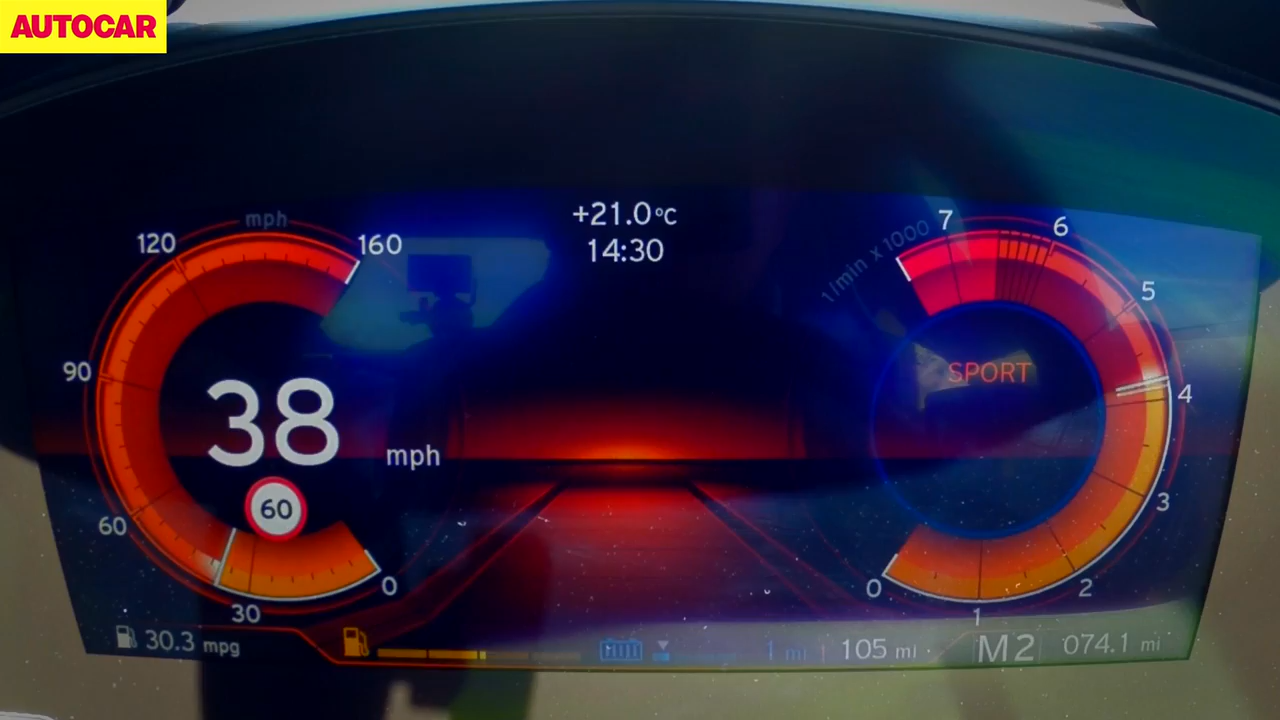 AUTOCAR
+21.0°C
14:30
mph
120
160
90
60
30
0
38 mph
60
1/min x 1000
7
6
5
4
3
2
1
0
SPORT
30.3 mpg
1 mi
105 mi
M2
074.1 mi